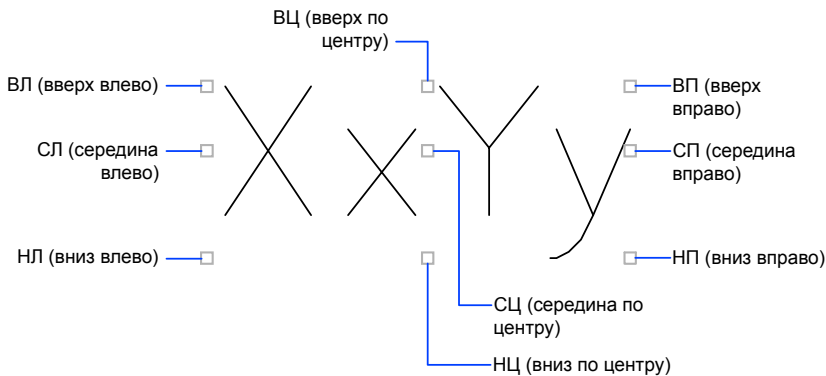 ВЦ (вверх по
центру)
ВЛ (вверх влево)
ВП (вверх
вправо)
СЛ (середина
влево)
СП (середина
вправо)
НЛ (вниз влево)
НП (вниз вправо)
СЦ (середина по
центру)
НЦ (вниз по центру)
X x Y y